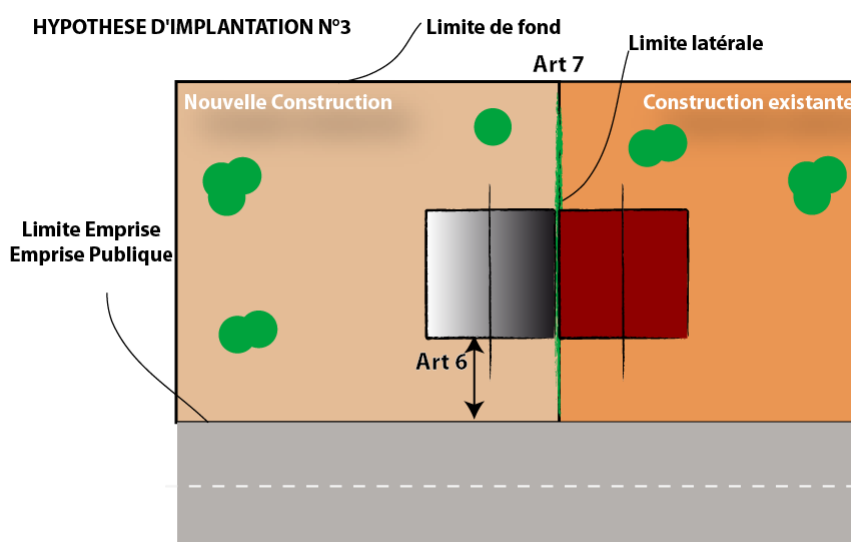 HYPOTHESE D'IMPLANTATION N°3
Limite de fond
Limite latérale
Art 7
Nouvelle Construction
Construction existante
Limite Emprise
Emprise Publique
Art 6